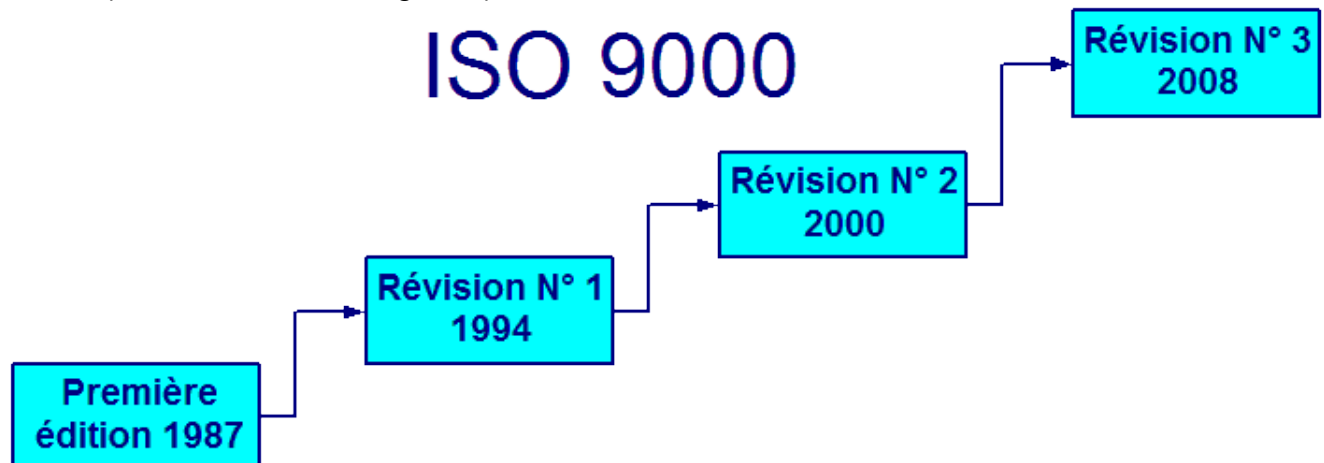 ISO 9000
Révision N° 3
2008
Révision N° 2
2000
Révision N° 1
1994
Première
édition 1987